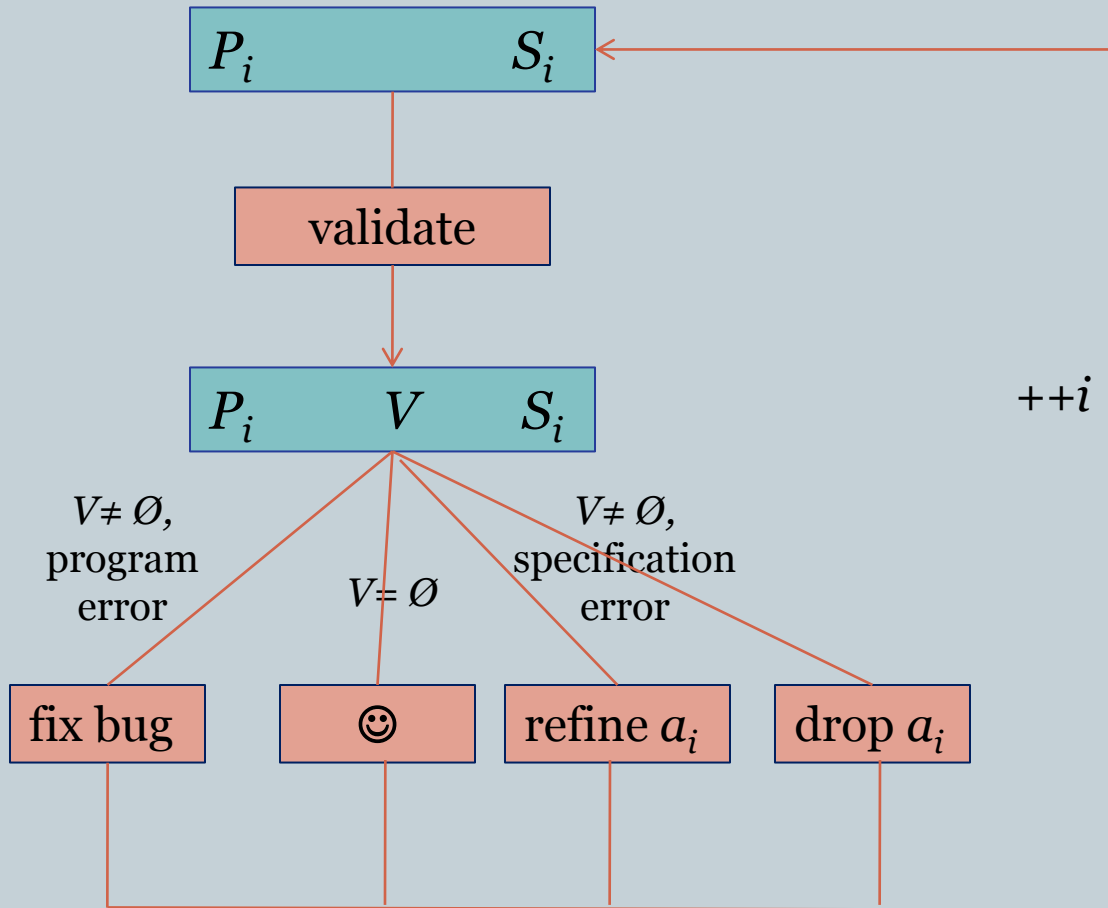 P_i S_i
validate
P_i V S_i
++i
V≠ Ø,
program
error
V= Ø
V≠ Ø,
specification
error
fix bug
☺
refine a_i
drop a_i